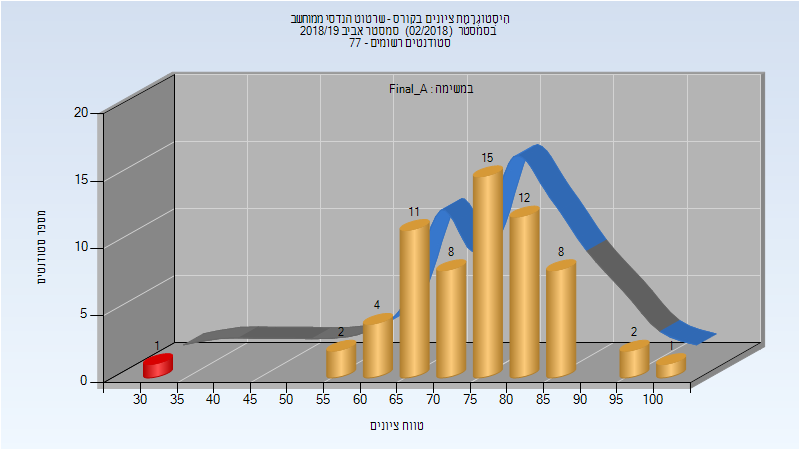 היסטוגרמת ציונים בקורס - שרטוט הנדסי ממוחשב
בסמסטר (02/2018) סמסטר אביב 2018/19
סטודנטים רשומים - 77
במשימה : Final_A
מספר סטודנטים
20
15
10
5
0
1
2
4
11
8
15
12
8
2
1
30 35 40 45 50 55 60 65 70 75 80 85 90 95 100
טווח ציונים